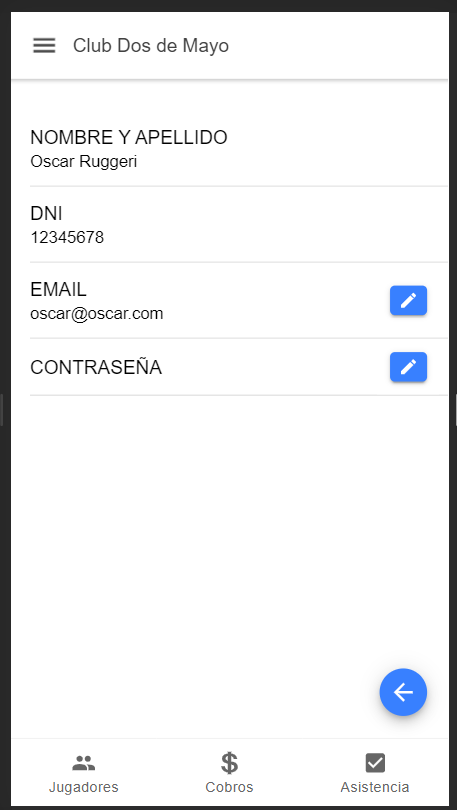 Club Dos de Mayo
NOMBRE Y APELLIDO
Oscar Ruggeri
DNI
12345678
EMAIL
oscar@oscar.com
CONTRASEÑA
Jugadores
Cobros
Asistencia